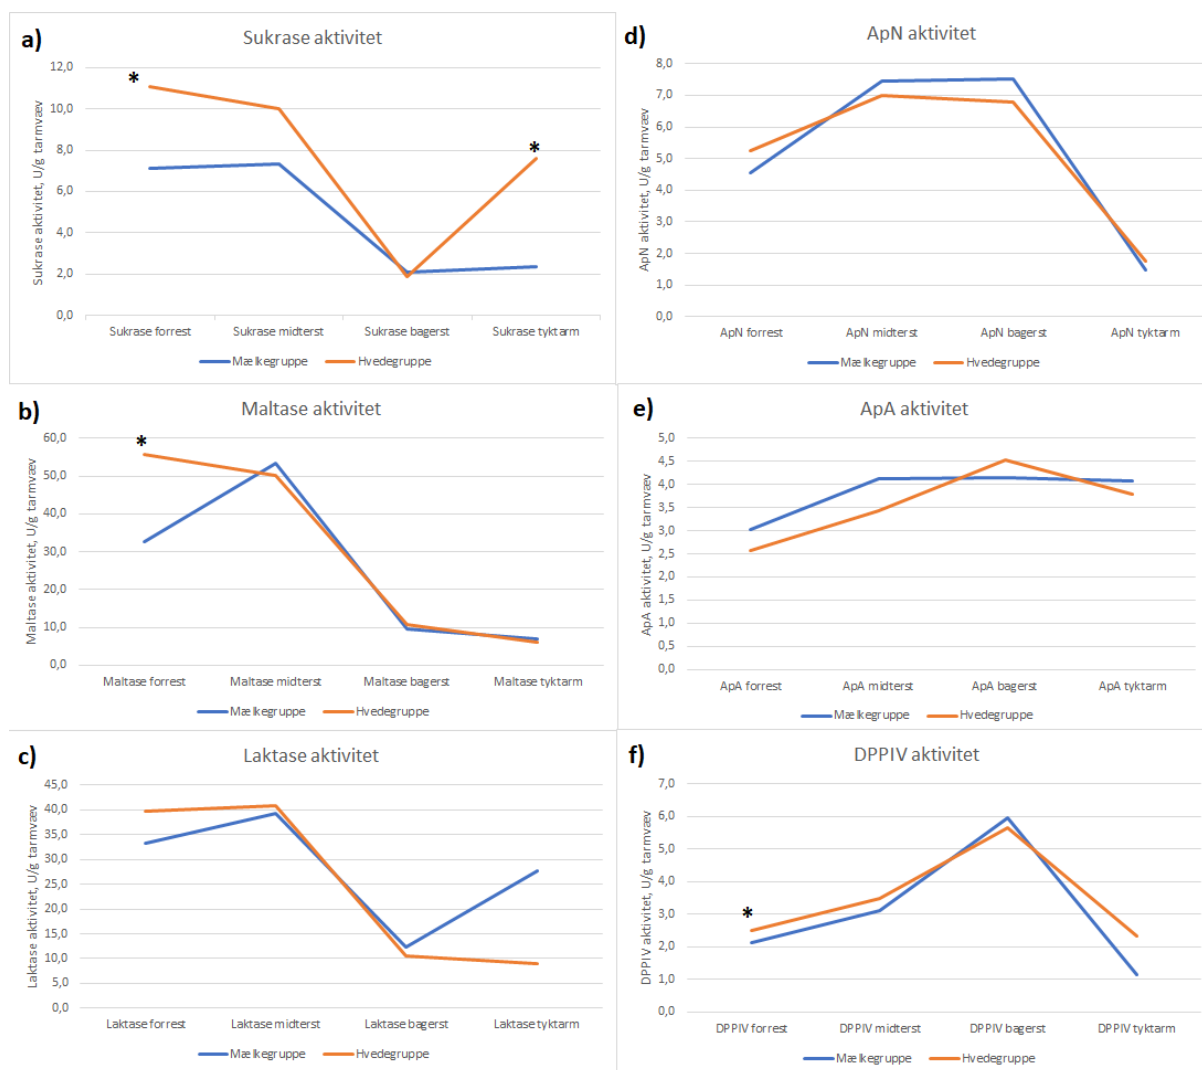 a)
Sukrase aktivitet
*
*
Sukrase aktivitet, U/g tarmvæv
12,0
10,0
8,0
6,0
4,0
2,0
0,0
Sukrase forrest Sukrase midterst Sukrase bagerst Sukrase tyktarm
Mælkegruppe Hvedegruppe
b)
Maltase aktivitet
*
Maltase aktivitet, U/g tarmvæv
60,0
50,0
40,0
30,0
20,0
10,0
0,0
Maltase forrest Maltase midterst Maltase bagerst Maltase tyktarm
Mælkegruppe Hvedegruppe
c)
Laktase aktivitet
Laktase aktivitet, U/g tarmvæv
45,0
40,0
35,0
30,0
25,0
20,0
15,0
10,0
5,0
0,0
Laktase forrest Laktase midterst Laktase bagerst Laktase tyktarm
Mælkegruppe Hvedegruppe
d)
ApN aktivitet
ApN aktivitet, U/g tarmvæv
8,0
7,0
6,0
5,0
4,0
3,0
2,0
1,0
0,0
ApN forrest ApN midterst ApN bagerst ApN tyktarm
Mælkegruppe Hvedegruppe
e)
ApA aktivitet
ApA aktivitet, U/g tarmvæv
5,0
4,5
4,0
3,5
3,0
2,5
2,0
1,5
1,0
0,5
0,0
ApA forrest ApA midterst ApA bagerst ApA tyktarm
Mælkegruppe Hvedegruppe
f)
DPPIV aktivitet
*
DPPIV aktivitet, U/g tarmvæv
7,0
6,0
5,0
4,0
3,0
2,0
1,0
0,0
DPPIV forrest DPPIV midterst DPPIV bagerst DPPIV tyktarm
Mælkegruppe Hvedegruppe